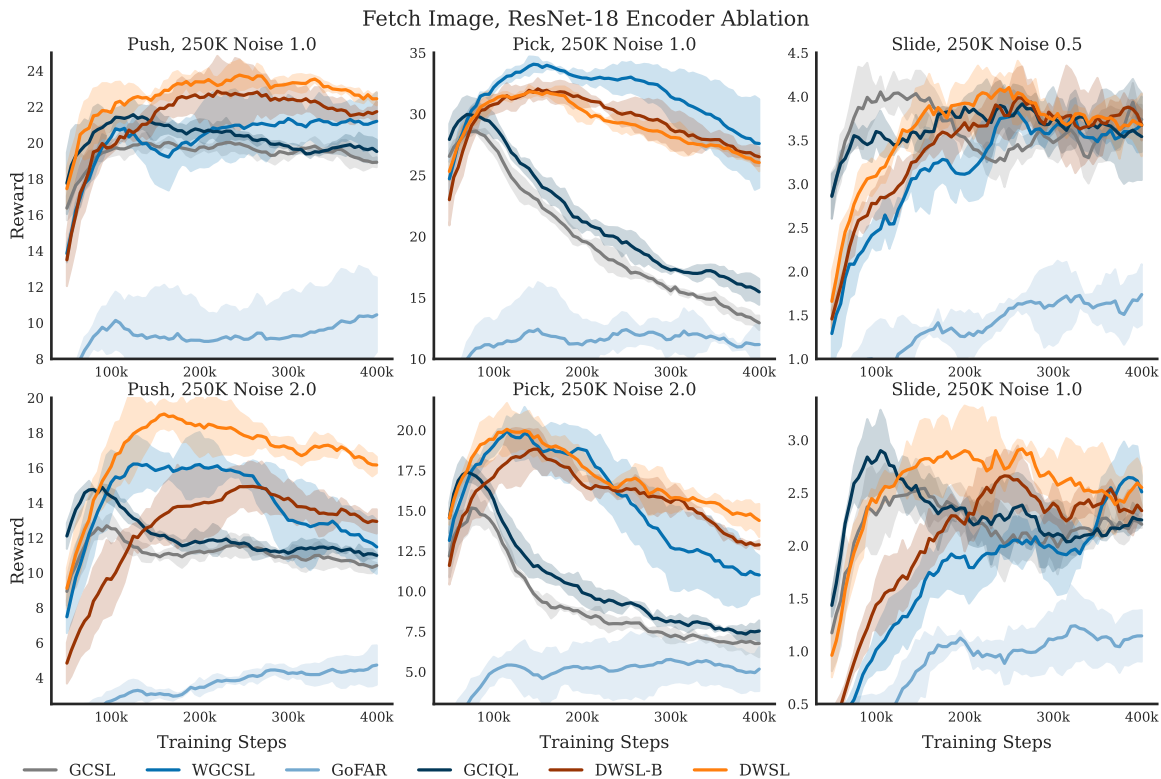 Fetch Image, ResNet-18 Encoder Ablation
Push, 250K Noise 1.0
Pick, 250K Noise 1.0
Slide, 250K Noise 0.5
Reward
24
22
20
18
16
14
12
10
8
100k 200k 300k 400k
35
30
25
20
15
10
100k 200k 300k 400k
4.5
4.0
3.5
3.0
2.5
2.0
1.5
1.0
100k 200k 300k 400k
Push, 250K Noise 2.0
Pick, 250K Noise 2.0
Slide, 250K Noise 1.0
Reward
20
18
16
14
12
10
8
6
4
100k 200k 300k 400k
Training Steps
20.0
17.5
15.0
12.5
10.0
7.5
5.0
100k 200k 300k 400k
Training Steps
3.0
2.5
2.0
1.5
1.0
0.5
100k 200k 300k 400k
Training Steps
GCSL WGCSL GoFAR GCIQL DWSL-B DWSL